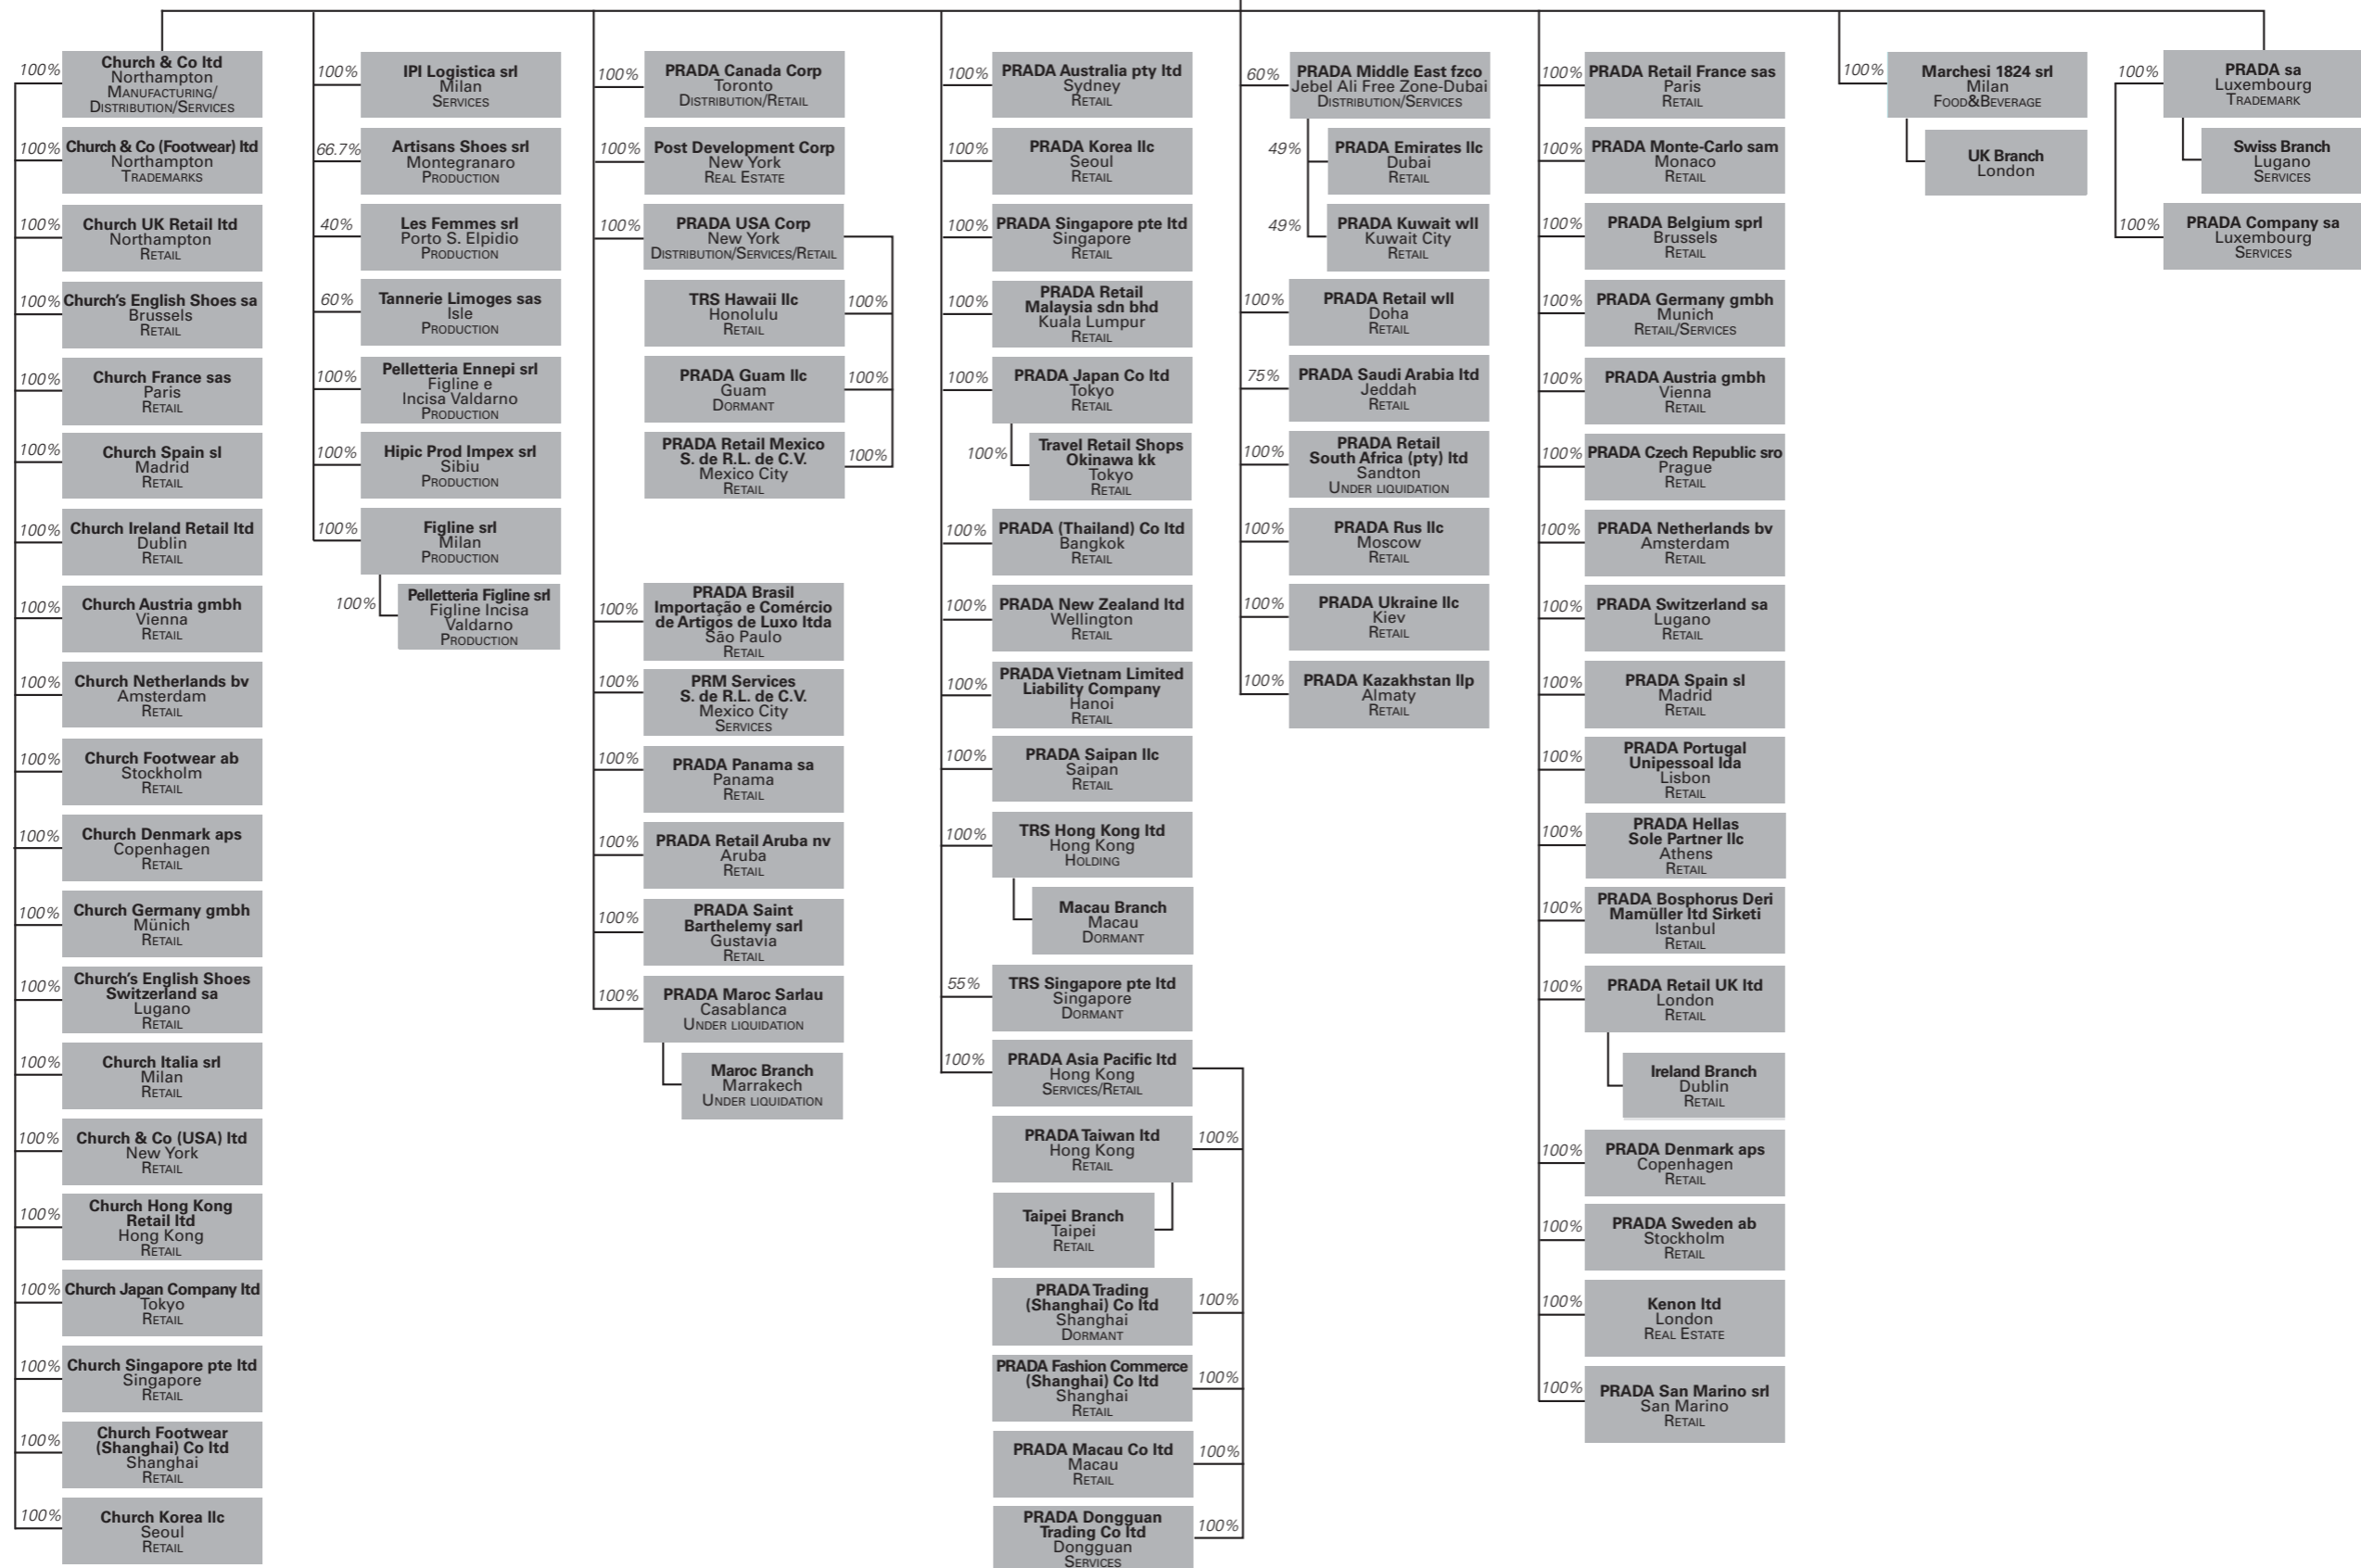 100%
Church & Co ltd
Northampton
Manufacturing/
Distribution/Services
100%
Church & Co (Footwear) ltd
Northampton
Trademarks
100%
Church UK Retail ltd
Northampton
Retail
100%
Church's English Shoes sa
Brussels
Retail
100%
Church France sas
Paris
Retail
100%
Church Spain sl
Madrid
Retail
100%
Church Ireland Retail ltd
Dublin
Retail
100%
Church Austria gmbh
Vienna
Retail
100%
Church Netherlands bv
Amsterdam
Retail
100%
Church Footwear ab
Stockholm
Retail
100%
Church Denmark aps
Copenhagen
Retail
100%
Church Germany gmbh
Münich
Retail
100%
Church's English Shoes
Switzerland sa
Lugano
Retail
100%
Church Italia srl
Milan
Retail
100%
Church & Co (USA) ltd
New York
Retail
100%
Church Hong Kong
Retail ltd
Hong Kong
Retail
100%
Church Japan Company ltd
Tokyo
Retail
100%
Church Singapore pte ltd
Singapore
Retail
100%
Church Footwear
(Shanghai) Co ltd
Shanghai
Retail
100%
Church Korea llc
Seoul
Retail
100%
IPI Logistica srl
Milan
Services
66.7%
Artisans Shoes srl
Montegranaro
Production
40%
Les Femmes srl
Porto S. Elpidio
Production
60%
Tannerie Limoges sas
Isle
Production
100%
Pelletteria Ennepi srl
Figline e
Incisa Valdarno
Production
100%
Hipic Prod Impex srl
Sibiu
Production
100%
Figline srl
Milan
Production
100%
Pelletteria Figline srl
Figline Incisa
Valdarno
Production
100%
PRADA Canada Corp
Toronto
Distribution/Retail
100%
Post Development Corp
New York
Real Estate
100%
PRADA USA Corp
New York
Distribution/Services/Retail
TRS Hawaii llc
Honolulu
Retail
100%
PRADA Guam llc
Guam
Dormant
100%
PRADA Retail Mexico
S. de R.L. de C.V.
Mexico City
Retail
100%
100%
PRADA Brasil
Importação e Comércio
de Artigos de Luxo ltda
São Paulo
Retail
100%
PRM Services
S. de R.L. de C.V.
Mexico City
Services
100%
PRADA Panama sa
Panama
Retail
100%
PRADA Retail Aruba nv
Aruba
Retail
100%
PRADA Saint
Barthelemy sarl
Gustavia
Retail
100%
PRADA Maroc Sarlau
Casablanca
Under liquidation
Maroc Branch
Marrakech
Under liquidation
100%
PRADA Australia pty ltd
Sydney
Retail
100%
PRADA Korea llc
Seoul
Retail
100%
PRADA Singapore pte ltd
Singapore
Retail
100%
PRADA Retail
Malaysia sdn bhd
Kuala Lumpur
Retail
100%
PRADA Japan Co ltd
Tokyo
Retail
100%
Travel Retail Shops
Okinawa kk
Tokyo
Retail
100%
PRADA (Thailand) Co ltd
Bangkok
Retail
100%
PRADA New Zealand ltd
Wellington
Retail
100%
PRADA Vietnam Limited
Liability Company
Hanoi
Retail
100%
PRADA Saipan llc
Saipan
Retail
100%
TRS Hong Kong ltd
Hong Kong
Holding
Macau Branch
Macau
Dormant
55%
TRS Singapore pte ltd
Singapore
Dormant
100%
PRADA Asia Pacific ltd
Hong Kong
Services/Retail
PRADA Taiwan ltd
Hong Kong
Retail
100%
Taipei Branch
Taipei
Retail
PRADA Trading
(Shanghai) Co ltd
Shanghai
Dormant
100%
PRADA Fashion Commerce
(Shanghai) Co ltd
Shanghai
Retail
100%
PRADA Macau Co ltd
Macau
Retail
100%
PRADA Dongguan
Trading Co ltd
Dongguan
Services
100%
60%
PRADA Middle East fzco
Jebel Ali Free Zone-Dubai
Distribution/Services
49%
PRADA Emirates llc
Dubai
Retail
49%
PRADA Kuwait wll
Kuwait City
Retail
100%
PRADA Retail wll
Doha
Retail
75%
PRADA Saudi Arabia ltd
Jeddah
Retail
100%
PRADA Retail
South Africa (pty) ltd
Sandton
Under liquidation
100%
PRADA Rus llc
Moscow
Retail
100%
PRADA Ukraine llc
Kiev
Retail
100%
PRADA Kazakhstan llp
Almaty
Retail
100%
PRADA Retail France sas
Paris
Retail
100%
PRADA Monte-Carlo sam
Monaco
Retail
100%
PRADA Belgium sprl
Brussels
Retail
100%
PRADA Germany gmbh
Munich
Retail/Services
100%
PRADA Austria gmbh
Vienna
Retail
100%
PRADA Czech Republic sro
Prague
Retail
100%
PRADA Netherlands bv
Amsterdam
Retail
100%
PRADA Switzerland sa
Lugano
Retail
100%
PRADA Spain sl
Madrid
Retail
100%
PRADA Portugal
Unipessoal lda
Lisbon
Retail
100%
PRADA Hellas
Sole Partner llc
Athens
Retail
100%
PRADA Bosphorus Deri
Mamüller ltd Sirketi
Istanbul
Retail
100%
PRADA Retail UK ltd
London
Retail
Ireland Branch
Dublin
Retail
100%
PRADA Denmark aps
Copenhagen
Retail
100%
PRADA Sweden ab
Stockholm
Retail
100%
Kenon ltd
London
Real Estate
100%
PRADA San Marino srl
San Marino
Retail
100%
Marchesi 1824 srl
Milan
Food&Beverage
UK Branch
London
100%
PRADA sa
Luxembourg
Trademark
Swiss Branch
Lugano
Services
100%
PRADA Company sa
Luxembourg
Services